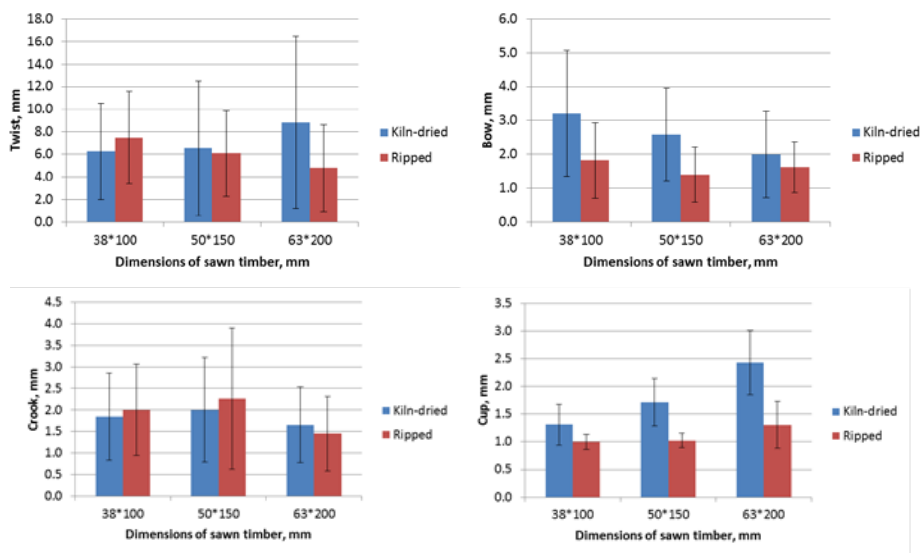 18.0
16.0
14.0
12.0
10.0
8.0
6.0
4.0
2.0
0.0
Twist, mm
38*100 50*150 63*200
Dimensions of sawn timber, mm
Kiln-dried
Ripped
6.0
5.0
4.0
3.0
2.0
1.0
0.0
Bow, mm
38*100 50*150 63*200
Dimensions of sawn timber, mm
Kiln-dried
Ripped
4.5
4.0
3.5
3.0
2.5
2.0
1.5
1.0
0.5
0.0
Crook, mm
38*100 50*150 63*200
Dimensions of sawn timber, mm
Kiln-dried
Ripped
3.5
3.0
2.5
2.0
1.5
1.0
0.5
0.0
Cup, mm
38*100 50*150 63*200
Dimensions of sawn timber, mm
Kiln-dried
Ripped